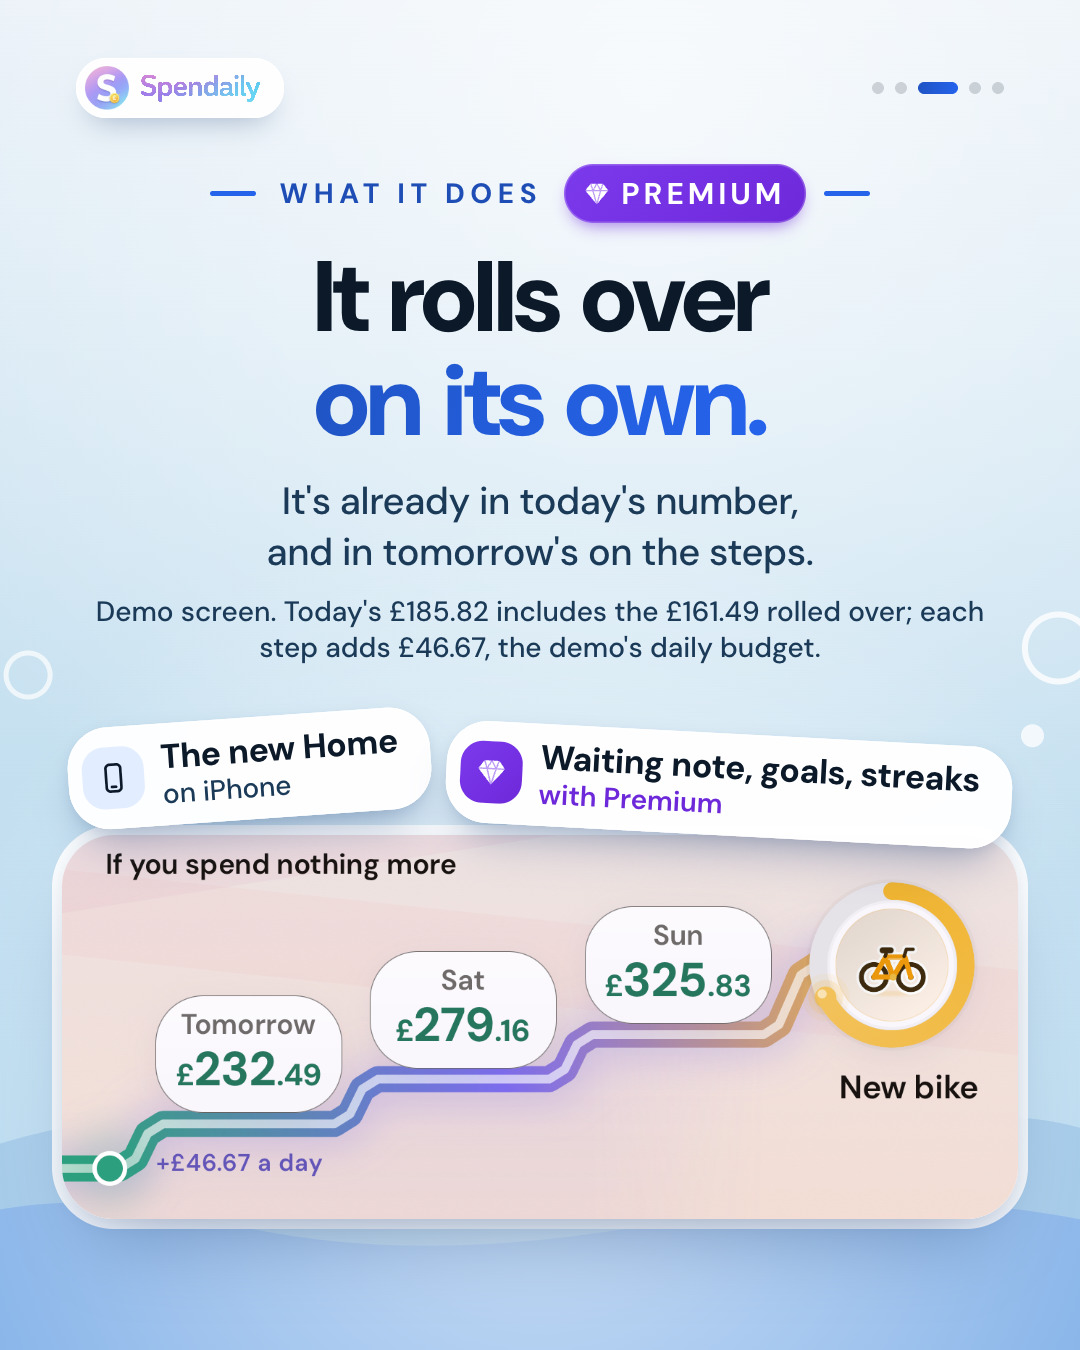 Spendaily
WHAT IT DOES PREMIUM
It rolls over
on its own.
It's already in today's number,
and in tomorrow's on the steps.
Demo screen. Today's £185.82 includes the £161.49 rolled over; each
step adds £46.67, the demo's daily budget.
The new Home
on iPhone
Waiting note, goals, streaks
with Premium
If you spend nothing more
Tomorrow
£232.49
Sat
£279.16
Sun
£325.83
New bike
+£46.67 a day